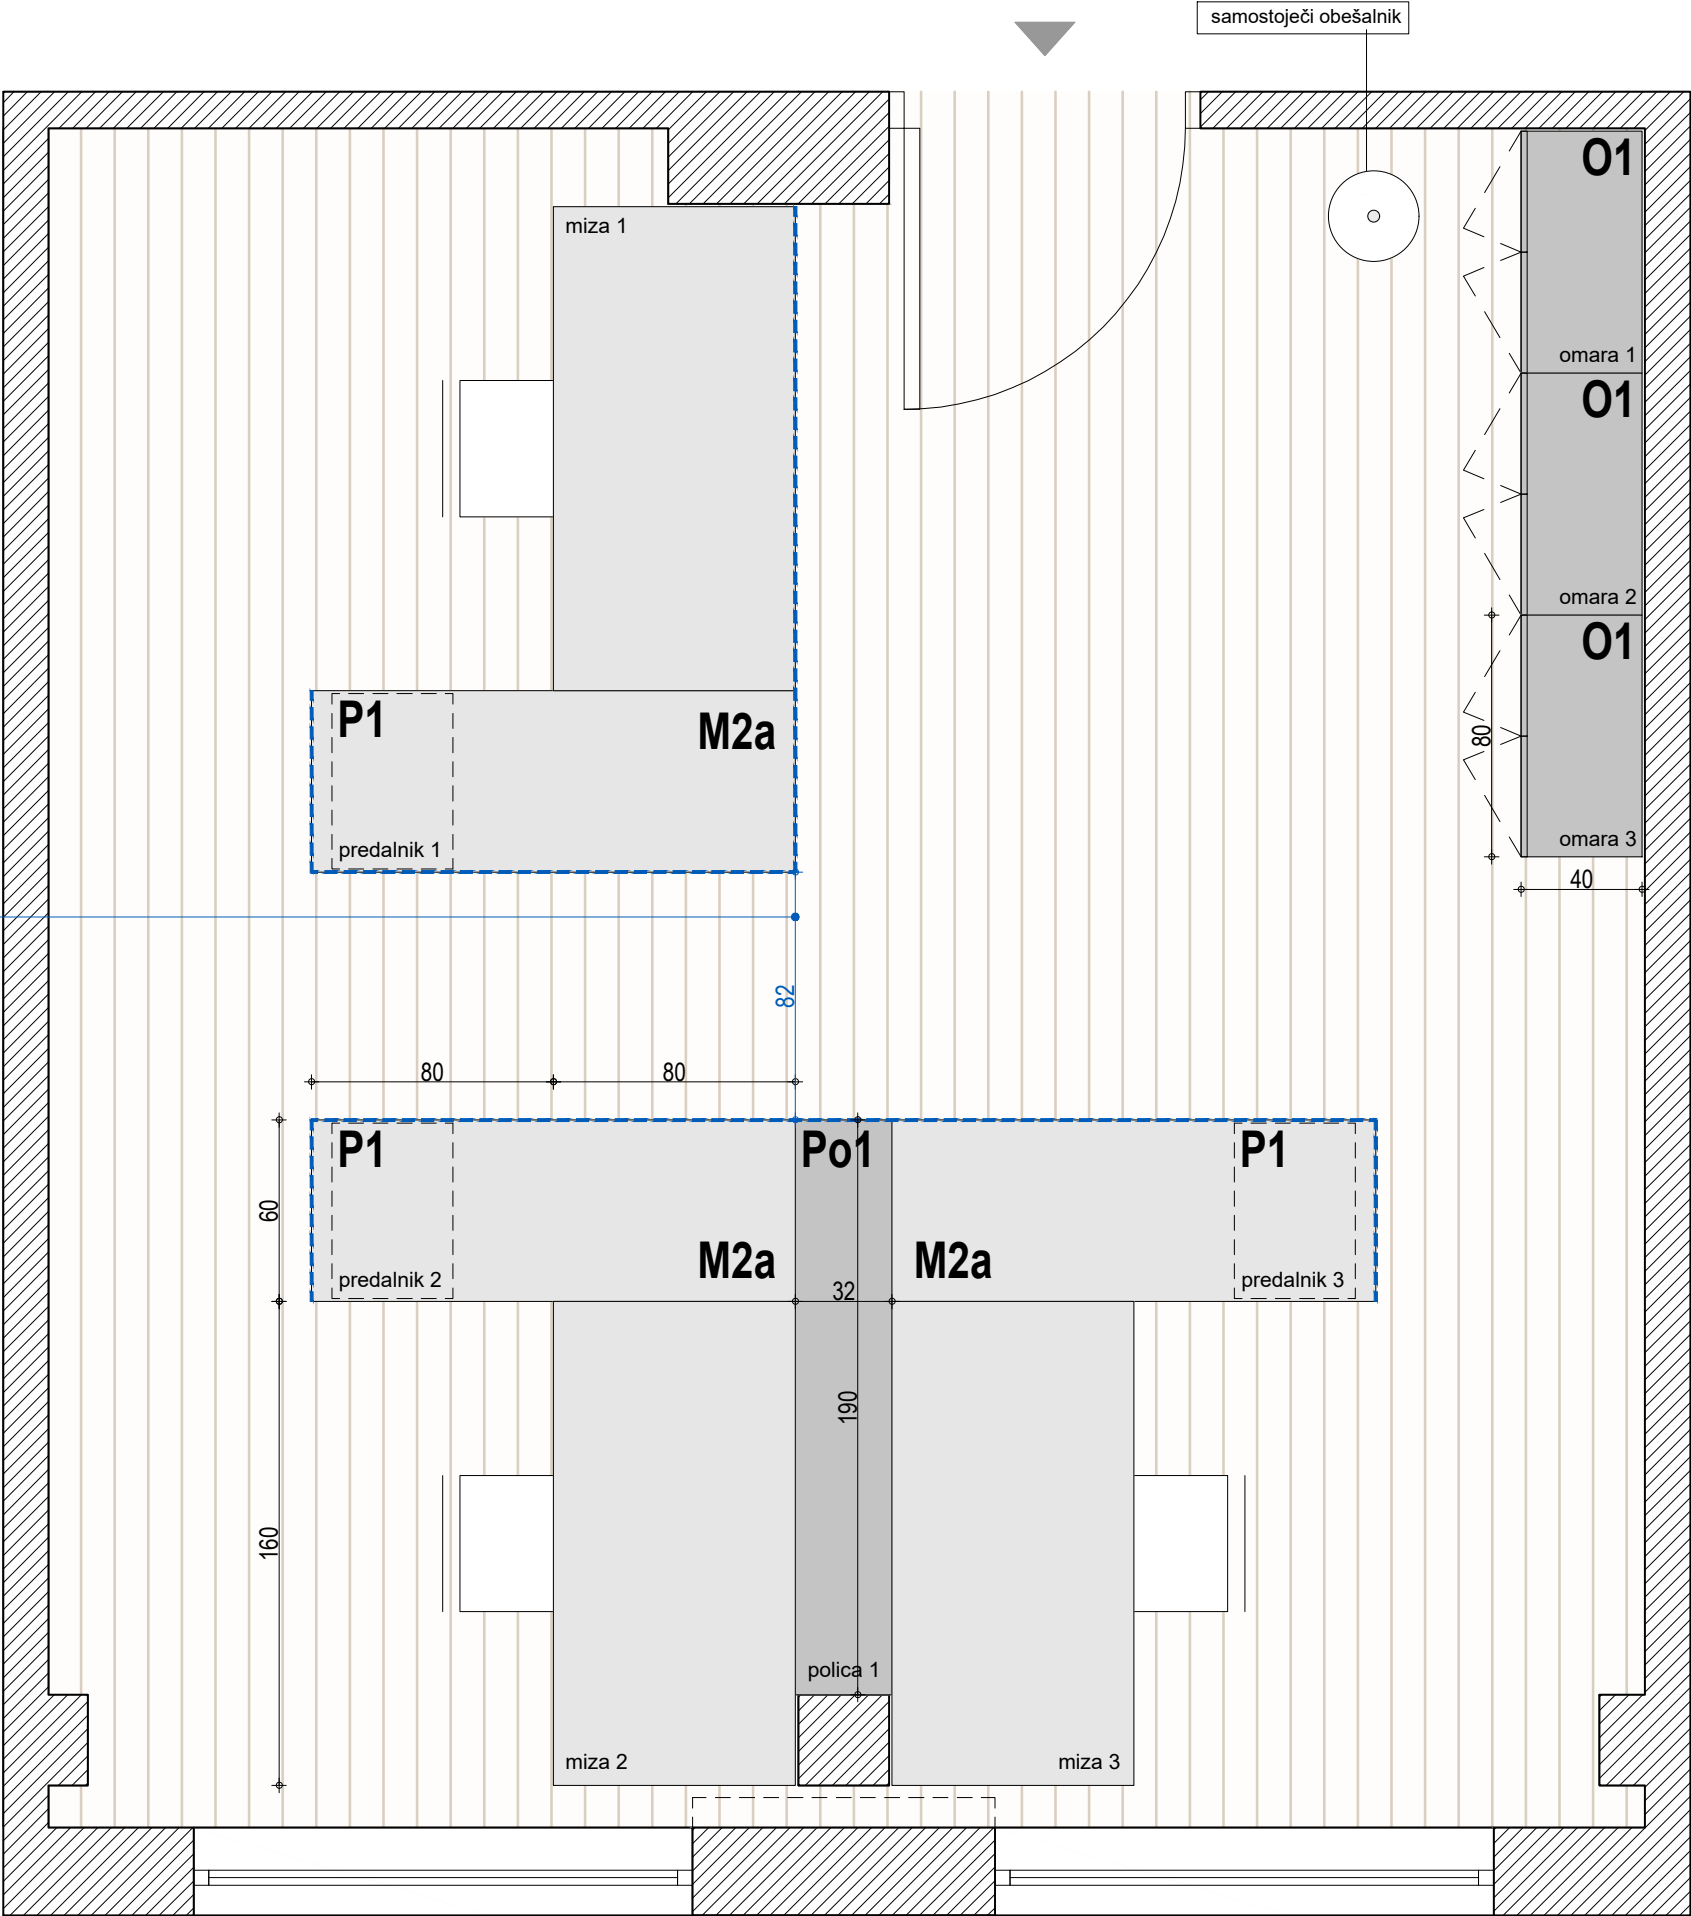 samostoječi obešalnik
O1
miza 1
omara 1
O1
omara 2
O1
P1
M2a
80
omara 3
predalnik 1
40
82
80
80
P1
Po1
P1
60
M2a
M2a
predalnik 2
predalnik 3
32
190
160
polica 1
miza 2
miza 3